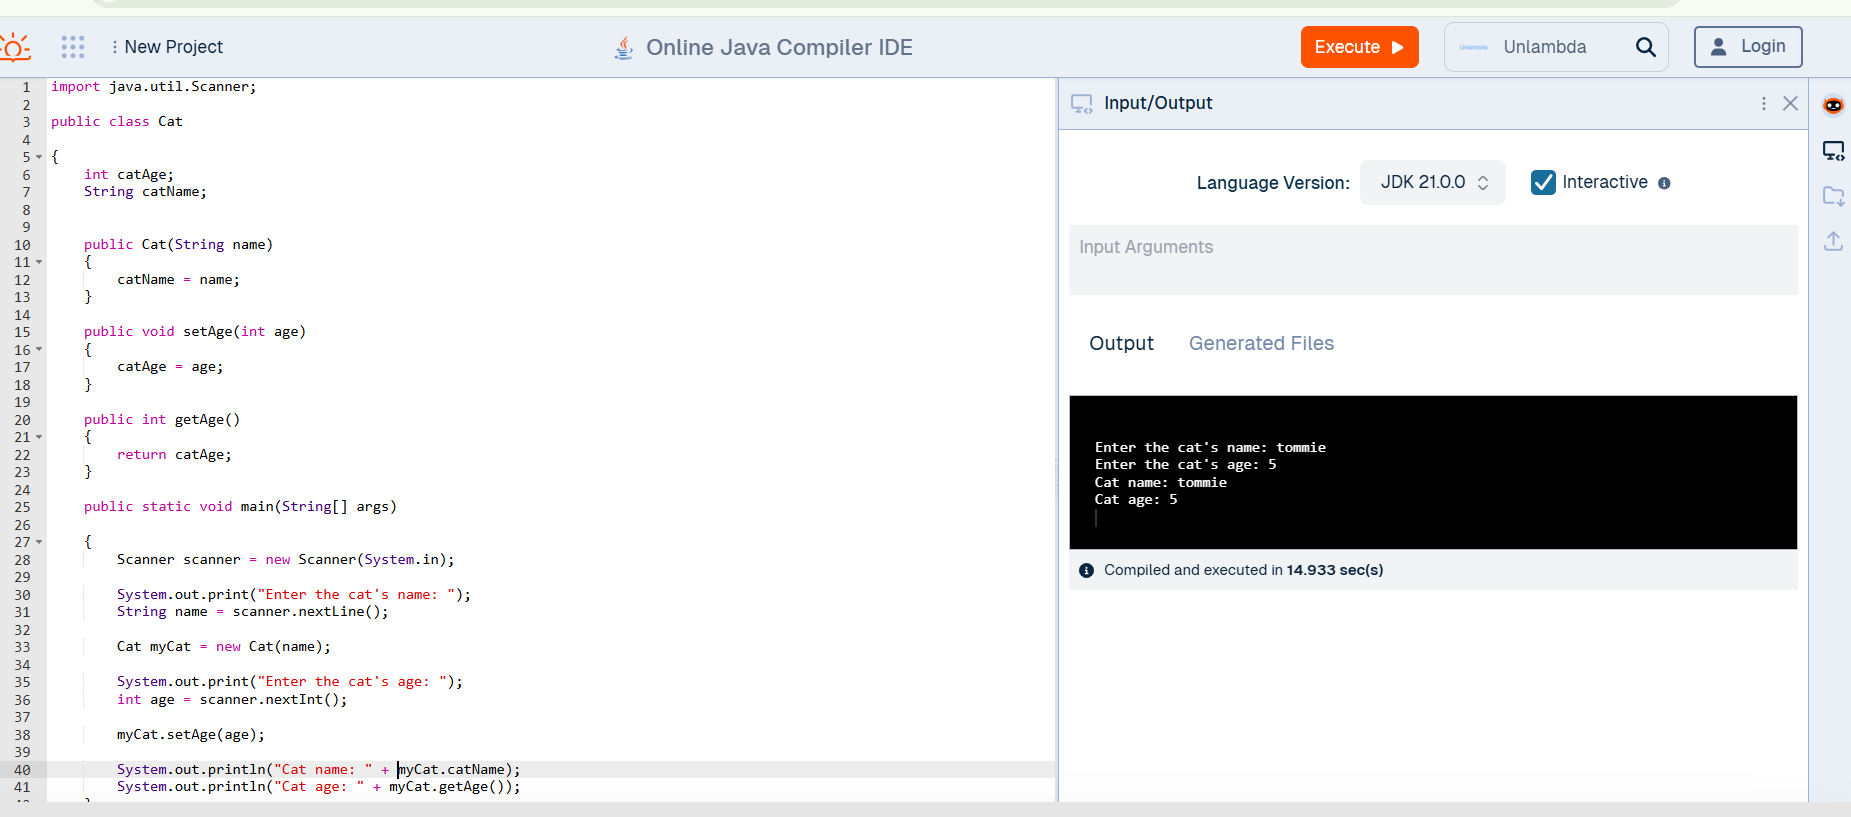 New Project
Online Java Compiler IDE
Execute
Unlambda
Login
1 import java.util.Scanner;
2
3 public class Cat
4
5 {
6 int catAge;
7 String catName;
8
9
10 public Cat(String name)
11 {
12 catName = name;
13 }
14
15 public void setAge(int age)
16 {
17 catAge = age;
18 }
19
20 public int getAge()
21 {
22 return catAge;
23 }
24
25 public static void main(String[] args)
26
27 {
28 Scanner scanner = new Scanner(System.in);
29
30 System.out.print("Enter the cat's name: ");
31 String name = scanner.nextLine();
32
33 Cat myCat = new Cat(name);
34
35 System.out.print("Enter the cat's age: ");
36 int age = scanner.nextInt();
37
38 myCat.setAge(age);
39
40 System.out.println("Cat name: " + myCat.catName);
41 System.out.println("Cat age: " + myCat.getAge());
Input/Output
Language Version: JDK 21.0.0 Interactive
Input Arguments
Output Generated Files
Enter the cat's name: tommie
Enter the cat's age: 5
Cat name: tommie
Cat age: 5
Compiled and executed in 14.933 sec(s)